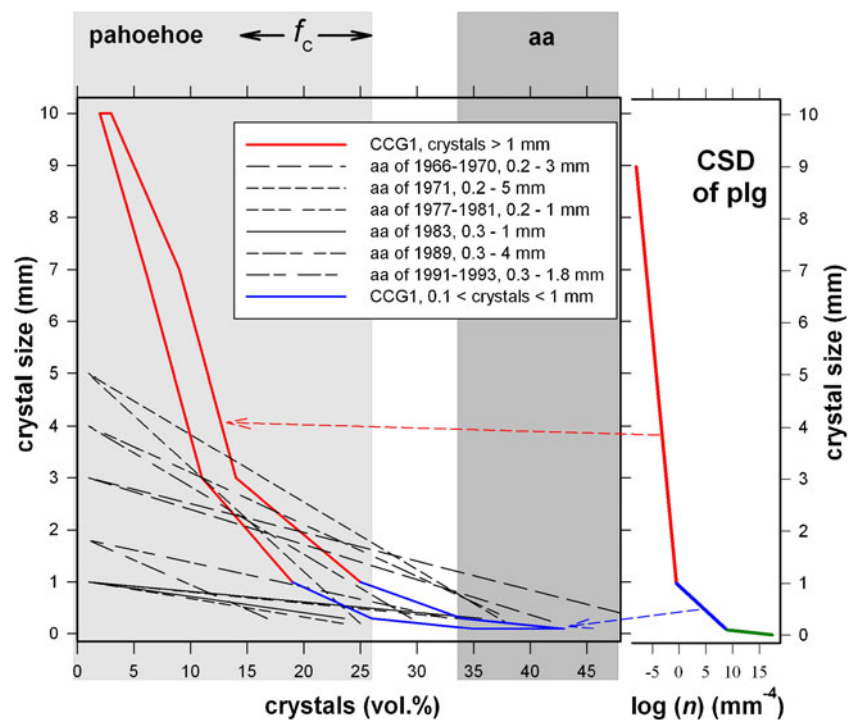 pahoehoe
f c
aa
CCG1, crystals > 1 mm
aa of 1966-1970, 0.2 - 3 mm
aa of 1971, 0.2 - 5 mm
aa of 1977-1981, 0.2 - 1 mm
aa of 1983, 0.3 - 1 mm
aa of 1989, 0.3 - 4 mm
aa of 1991-1993, 0.3 - 1.8 mm
CCG1, 0.1 < crystals < 1 mm
crystal size (mm)
10
9
8
7
6
5
4
3
2
1
0
0 5 10 15 20 25 30 35 40 45
crystals (vol.%)
CSD
of plg
10
9
8
7
6
5
4
3
2
1
0
crystal size (mm)
-5 0 5 10 15
log (n) (mm⁻⁴)